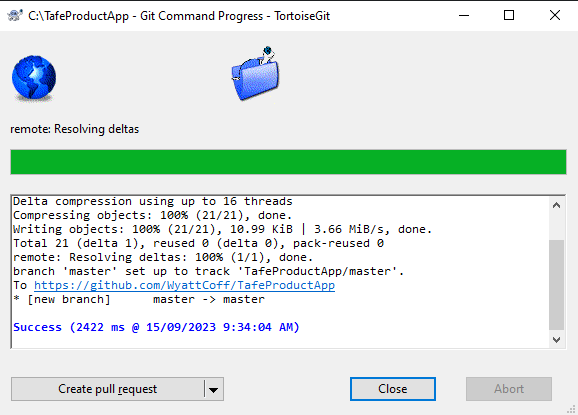 C:\TafeProductApp - Git Command Progress - TortoiseGit
remote: Resolving deltas
Delta compression using up to 16 threads
Compressing objects: 100% (21/21), done.
Writing objects: 100% (21/21), 10.99 KiB | 3.66 MiB/s, done.
Total 21 (delta 1), reused 0 (delta 0), pack-reused 0
remote: Resolving deltas: 100% (1/1), done.
branch 'master' set up to track 'TafeProductApp/master'.
To https://github.com/WyattCoff/TafeProductApp
* [new branch]      master -> master
Success (2422 ms @ 15/09/2023 9:34:04 AM)
Create pull request
Close
Abort